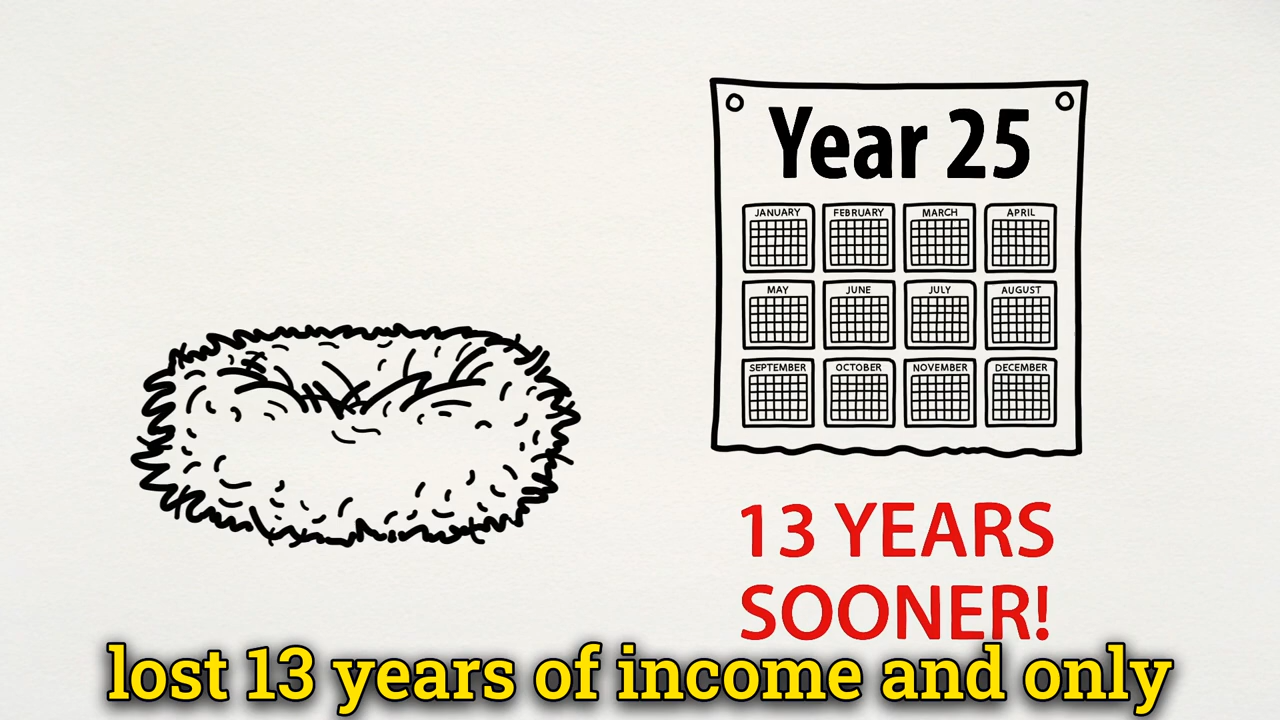 Year 25
JANUARY FEBRUARY MARCH APRIL
MAY JUNE JULY AUGUST
SEPTEMBER OCTOBER NOVEMBER DECEMBER
13 YEARS
SOONER!
lost 13 years of income and only